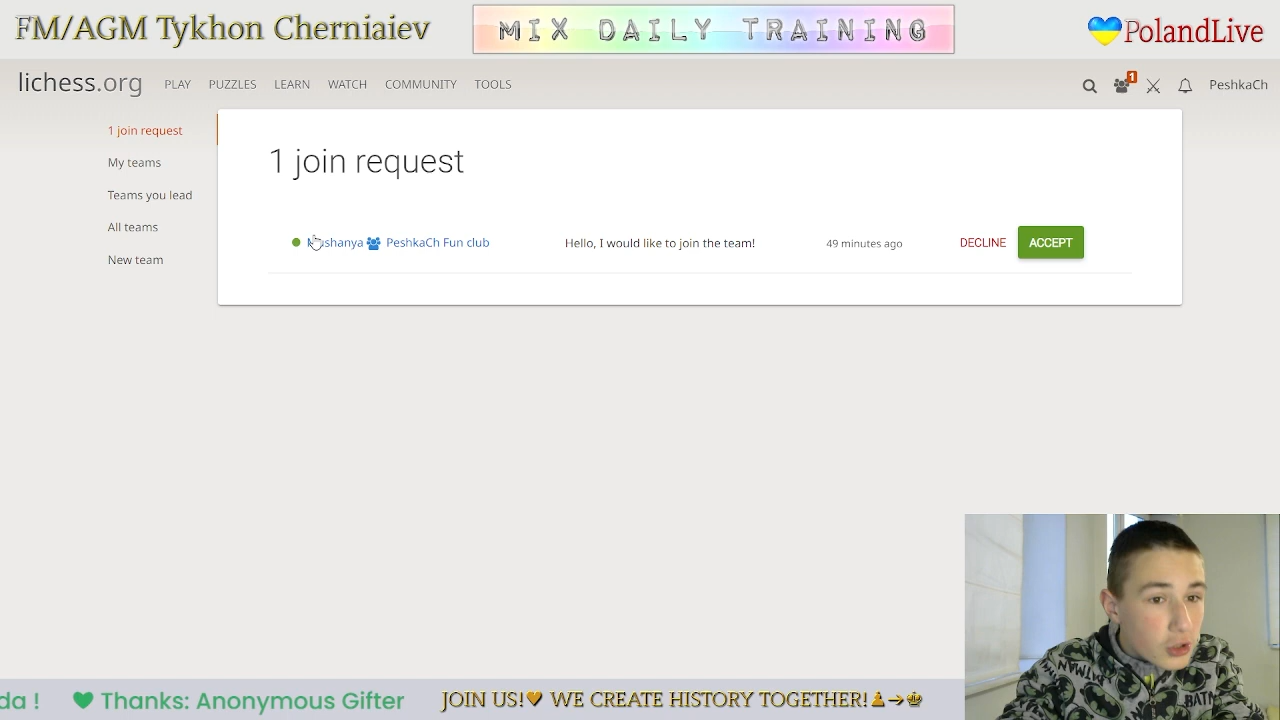 FM/AGM Tykhon Cherniaiev
MIX DAILY TRAINING
PolandLive
lichess.org PLAY PUZZLES LEARN WATCH COMMUNITY TOOLS 1 PeshkaCh
1 join request
My teams
Teams you lead
All teams
New team
1 join request
PeshkaCh Fun club Hello, I would like to join the team! 49 minutes ago DECLINE ACCEPT
BATMAN
da ! Thanks: Anonymous Gifter JOIN US! WE CREATE HISTORY TOGETHER!